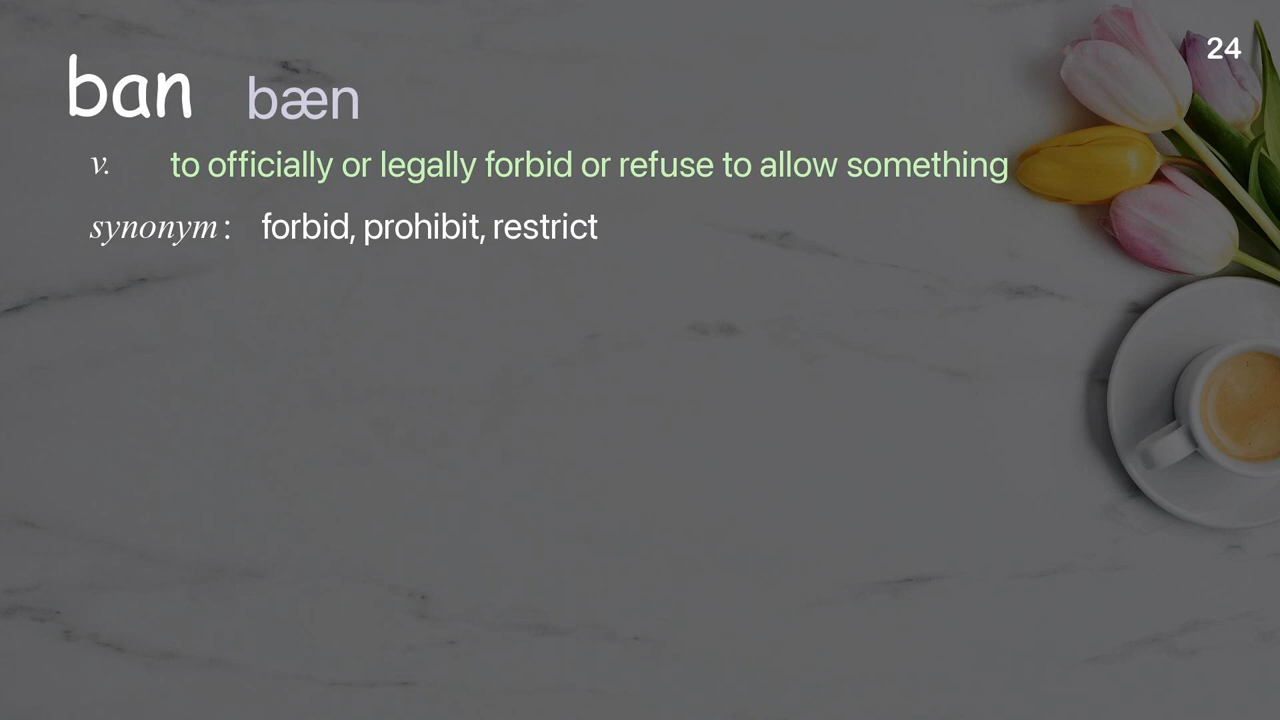 24
ban bæn
v. to officially or legally forbid or refuse to allow something
synonym: forbid, prohibit, restrict